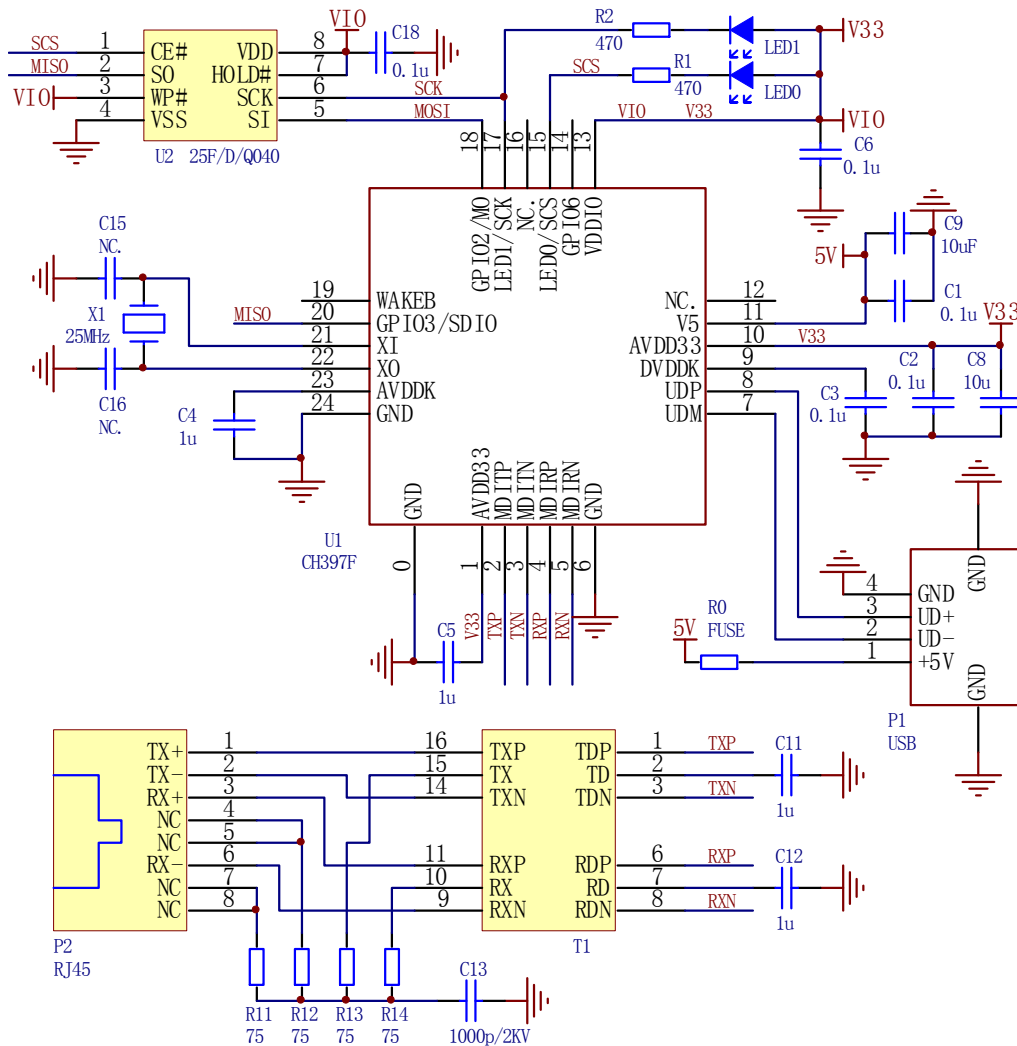 SCS 1 CE# VDD 8 VIO C18 0.1u
MISO 2 SO HOLD# 7
VIO 3 WP# SCK 6 SCK
4 VSS SI 5 MOSI
U2 25F/D/Q040
R2 470 LED1 V33
SCS R1 470 LED0
VIO V33 VIO
C6 0.1u
18 17 16 15 14 13
GPIO2/MO LED1/SCK NC. LED0/SCS GPIO6 VDDIO
C15 NC.
X1 25MHz
C16 NC.
C4 1u
19 WAKEB
MISO 20 GPIO3/SDIO
21 XI
22 XO
23 AVDDK
24 GND
NC. 12
V5 11
AVDD33 10 V33
DVDDK 9
UDP 8
UDM 7
5V C9 10uF
C1 0.1u
V33
C3 0.1u
C2 0.1u
C8 10u
GND AVDD33 MDITP MDITN MDIRP MDIRN GND
0 1 2 3 4 5 6
U1
CH397F
V33 TXP TXN RXP RXN
C5 1u
5V R0 FUSE
GND
4 GND
3 UD+
2 UD-
1 +5V
GND
P1
USB
TX+ 1
TX- 2
RX+ 3
NC 4
NC 5
RX- 6
NC 7
NC 8
P2
RJ45
16 TXP TDP 1 TXP
15 TX TD 2 C11 1u
14 TXN TDN 3 TXN
11 RXP RDP 6 RXP
10 RX RD 7 C12 1u
9 RXN RDN 8 RXN
T1
R11 R12 R13 R14 C13
75 75 75 75 1000p/2KV